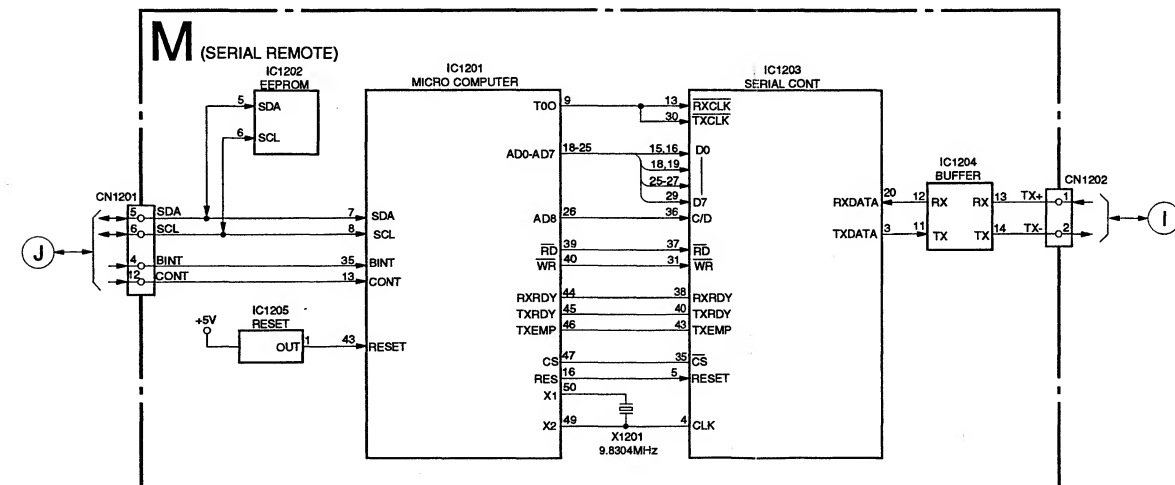 M (SERIAL REMOTE)
IC1202
EEPROM
5 SDA
6 SCL
IC1201
MICRO COMPUTER
IC1203
SERIAL CONT
T0O 9 13 RXCLK
30 TXCLK
AD0-AD7 18-25 15,16 D0
18,19
25-27
29 D7
AD8 26 36 C/D
RD 39 37 RD
WR 40 31 WR
RXRDY 44 38 RXRDY
TXRDY 45 40 TXRDY
TXEMP 46 43 TXEMP
CS 47 35 CS
RES 16 5 RESET
X1 50
X2 49 4 CLK
X1201
9.8304MHz
CN1201
J
5 SDA 7 SDA
6 SCL 8 SCL
4 BINT 35 BINT
12 CONT 13 CONT
IC1205
RESET
+5V
OUT 1 43 RESET
IC1204
BUFFER
CN1202
RXDATA 20 12 RX RX 13 TX+ 1
TXDATA 3 11 TX TX 14 TX- 2
I